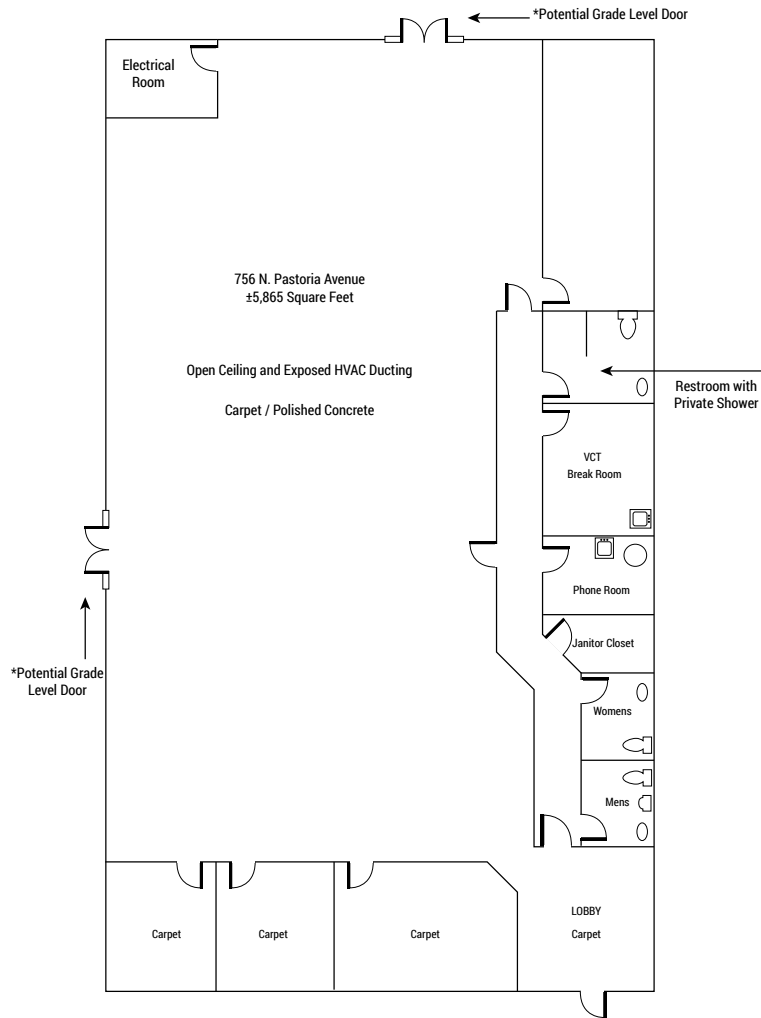 *Potential Grade Level Door
Electrical
Room
756 N. Pastoria Avenue
±5,865 Square Feet
Open Ceiling and Exposed HVAC Ducting
Carpet / Polished Concrete
Restroom with
Private Shower
VCT
Break Room
Phone Room
Janitor Closet
*Potential Grade
Level Door
Womens
Mens
Carpet
Carpet
Carpet
LOBBY
Carpet